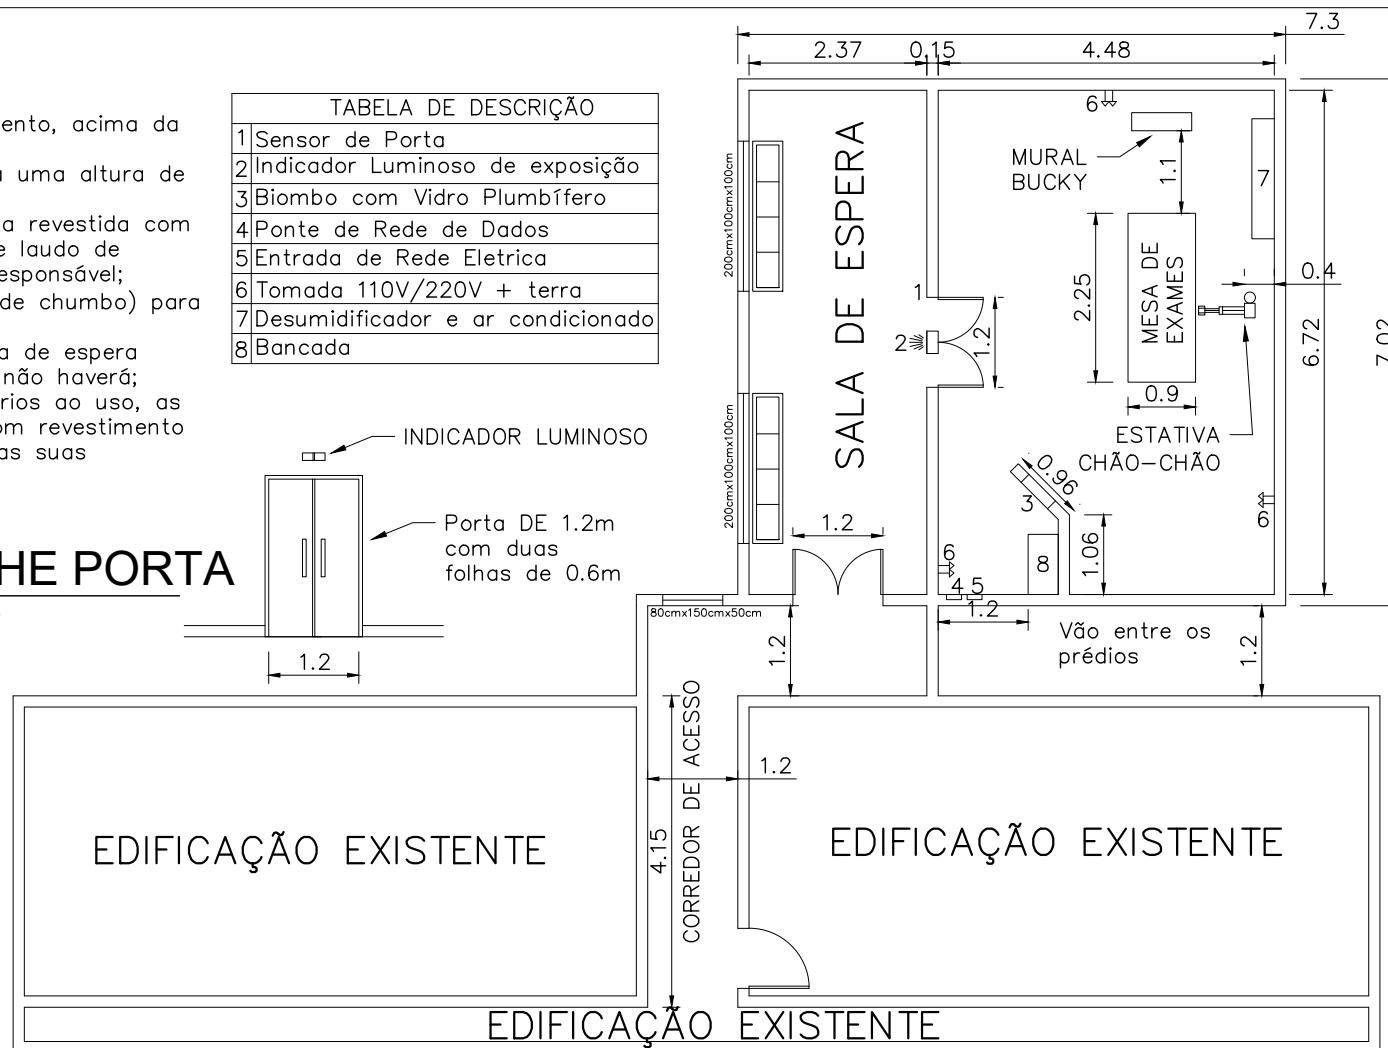 ento, acima da
uma altura de
a revestida com
e laudo de
esponsável;
de chumbo) para
a de espera
não haverá;
rios ao uso, as
om revestimento
as suas
TABELA DE DESCRIÇÃO
1 Sensor de Porta
2 Indicador Luminoso de exposição
3 Biombo com Vidro Plumbífero
4 Ponte de Rede de Dados
5 Entrada de Rede Eletrica
6 Tomada 110V/220V + terra
7 Desumidificador e ar condicionado
8 Bancada
INDICADOR LUMINOSO
Porta DE 1.2m
com duas
folhas de 0.6m
HE PORTA
1.2
7.3
2.37
0.15
4.48
6
MURAL
BUCKY
1.1
7
200cmx100cmx100cm
SALA DE ESPERA
1
2
1.2
2.25
MESA DE
EXAMES
0.9
0.4
6.72
7.02
ESTATIVA
CHÃO-CHÃO
200cmx100cmx100cm
0.96
3
6
1.2
6
8
1.06
4 5
1.2
80cmx150cmx50cm
1.2
Vão entre os
prédios
1.2
CORREDOR DE ACESSO
1.2
4.15
EDIFICAÇÃO EXISTENTE
EDIFICAÇÃO EXISTENTE
EDIFICAÇÃO EXISTENTE